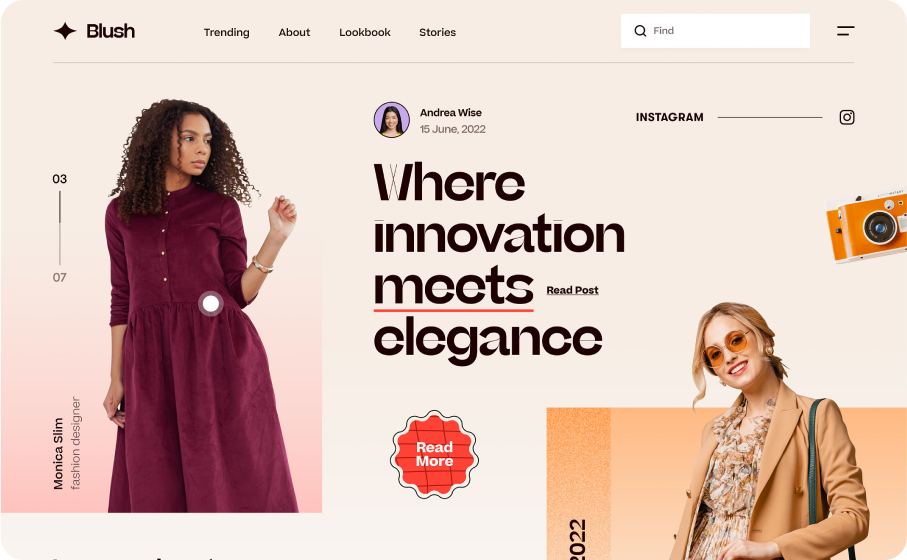 Blush
Trending
About
Lookbook
Stories
Find
Andrea Wise
15 June, 2022
INSTAGRAM
03
07
Where
innovation
meets
Read Post
elegance
Monica Slim
fashion designer
Read
More
2022